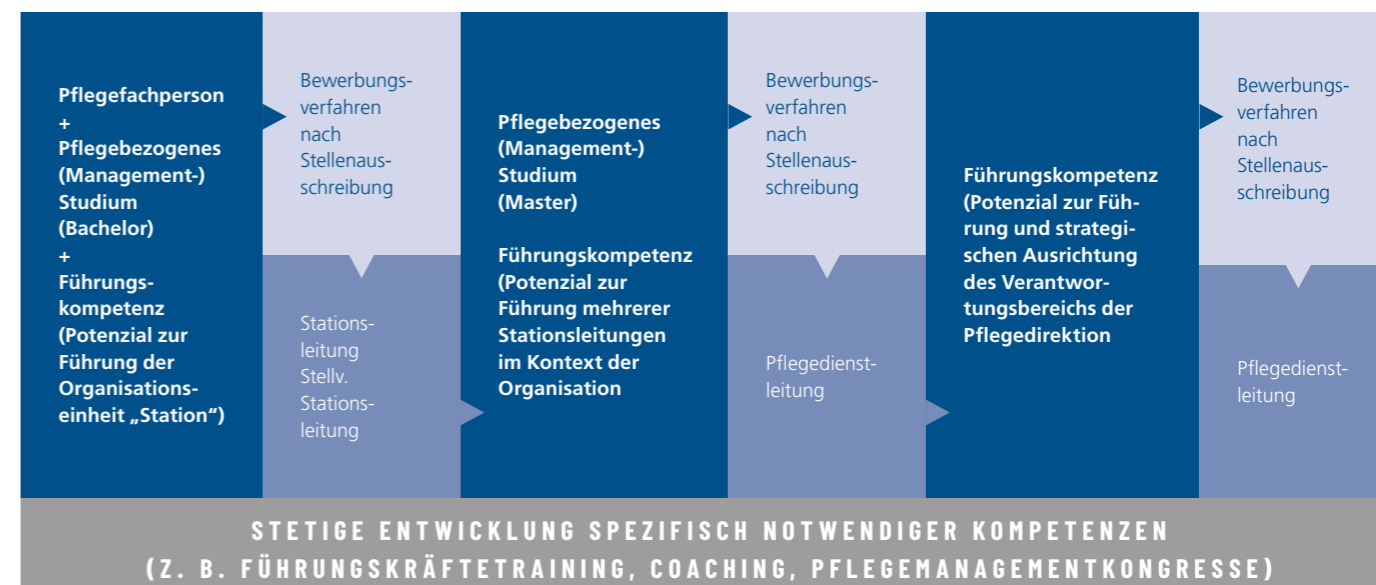 Pflegefachperson
+
Pflegebezogenes
(Management-)
Studium
(Bachelor)
+
Führungs-
kompetenz
(Potenzial zur
Führung der
Organisations-
einheit „Station“)
Bewerbungs-
verfahren
nach
Stellenaus-
schreibung
Stations-
leitung
Stellv.
Stations-
leitung
Pflegebezogenes
(Management-)
Studium
(Master)
Führungskompetenz
(Potenzial zur
Führung mehrerer
Stationsleitungen
im Kontext der
Organisation
Bewerbungs-
verfahren
nach
Stellenaus-
schreibung
Pflegedienst-
leitung
Führungskompetenz
(Potenzial zur Füh-
rung und strategi-
schen Ausrichtung
des Verantwor-
tungsbereichs der
Pflegedirektion
Bewerbungs-
verfahren
nach
Stellenaus-
schreibung
Pflegedienst-
leitung
STETIGE ENTWICKLUNG SPEZIFISCH NOTWENDIGER KOMPETENZEN
(Z. B. FÜHRUNGSKRÄFTETRAINING, COACHING, PFLEGEMANAGEMENTKONGRESSE)